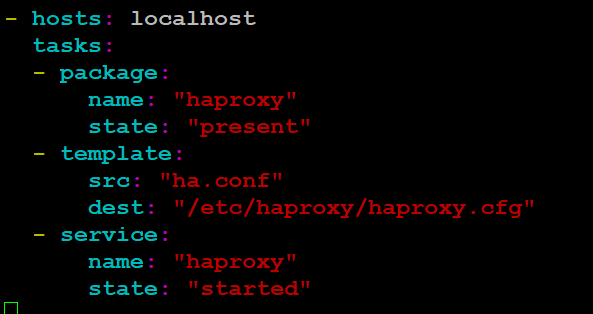 - hosts: localhost
  tasks:
  - package:
      name: "haproxy"
      state: "present"
  - template:
      src: "ha.conf"
      dest: "/etc/haproxy/haproxy.cfg"
  - service:
      name: "haproxy"
      state: "started"